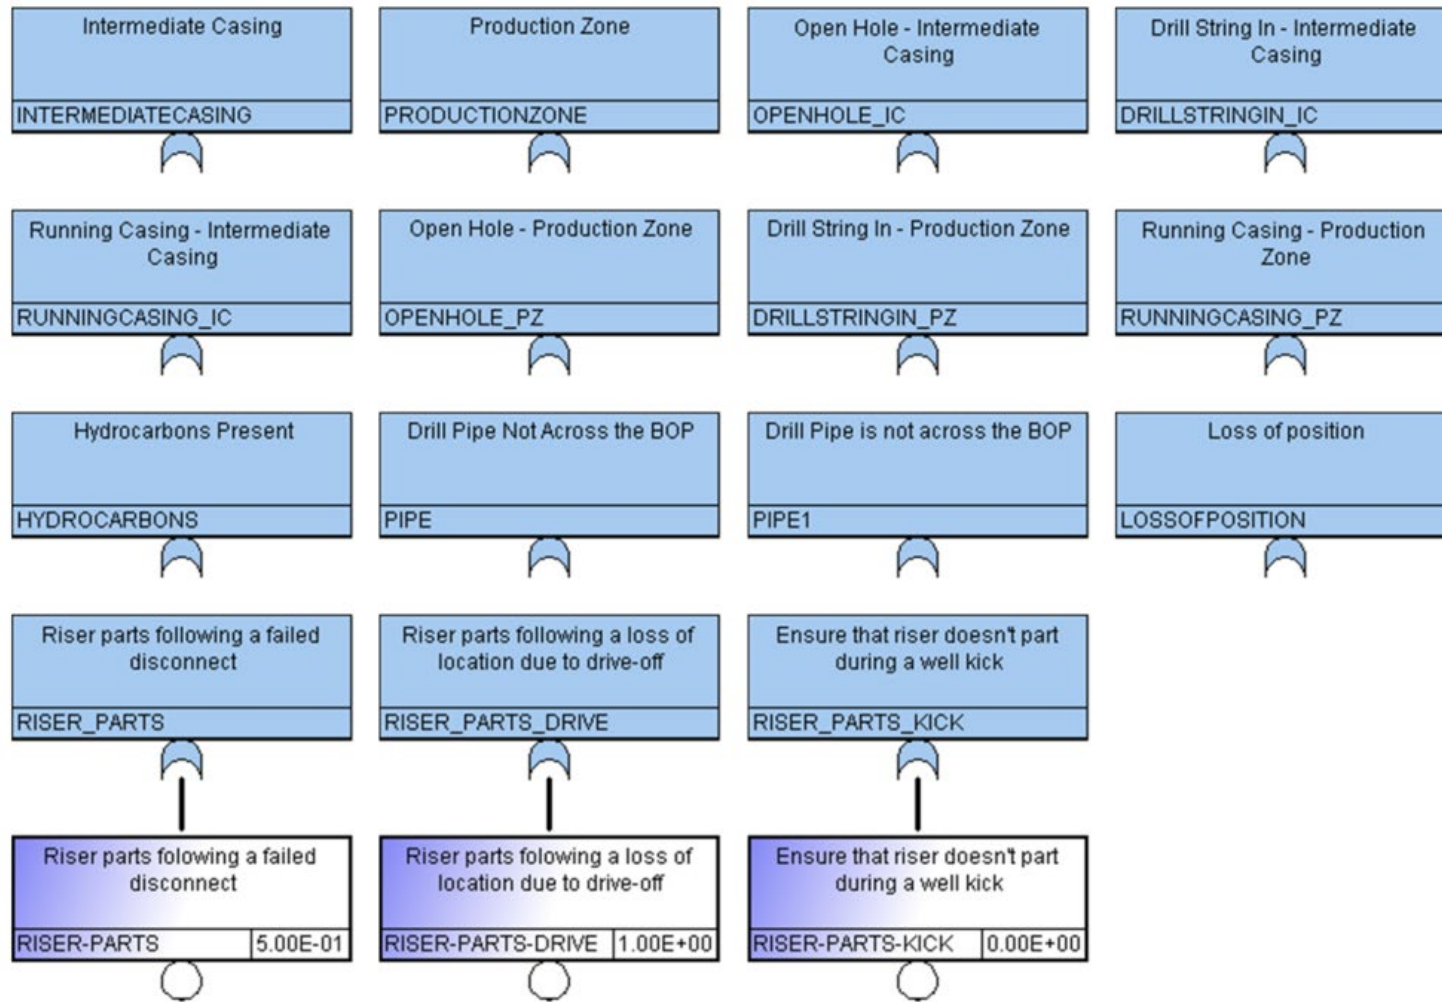 Intermediate Casing
INTERMEDIATECASING
Production Zone
PRODUCTIONZONE
Open Hole - Intermediate
Casing
OPENHOLE_IC
Drill String In - Intermediate
Casing
DRILLSTRINGIN_IC
Running Casing - Intermediate
Casing
RUNNINGCASING_IC
Open Hole - Production Zone
OPENHOLE_PZ
Drill String In - Production Zone
DRILLSTRINGIN_PZ
Running Casing - Production
Zone
RUNNINGCASING_PZ
Hydrocarbons Present
HYDROCARBONS
Drill Pipe Not Across the BOP
PIPE
Drill Pipe is not across the BOP
PIPE1
Loss of position
LOSSOFPOSITION
Riser parts following a failed
disconnect
RISER_PARTS
Riser parts following a loss of
location due to drive-off
RISER_PARTS_DRIVE
Ensure that riser doesn't part
during a well kick
RISER_PARTS_KICK
Riser parts folowing a failed
disconnect
RISER-PARTS 5.00E-01
Riser parts folowing a loss of
location due to drive-off
RISER-PARTS-DRIVE 1.00E+00
Ensure that riser doesn't part
during a well kick
RISER-PARTS-KICK 0.00E+00